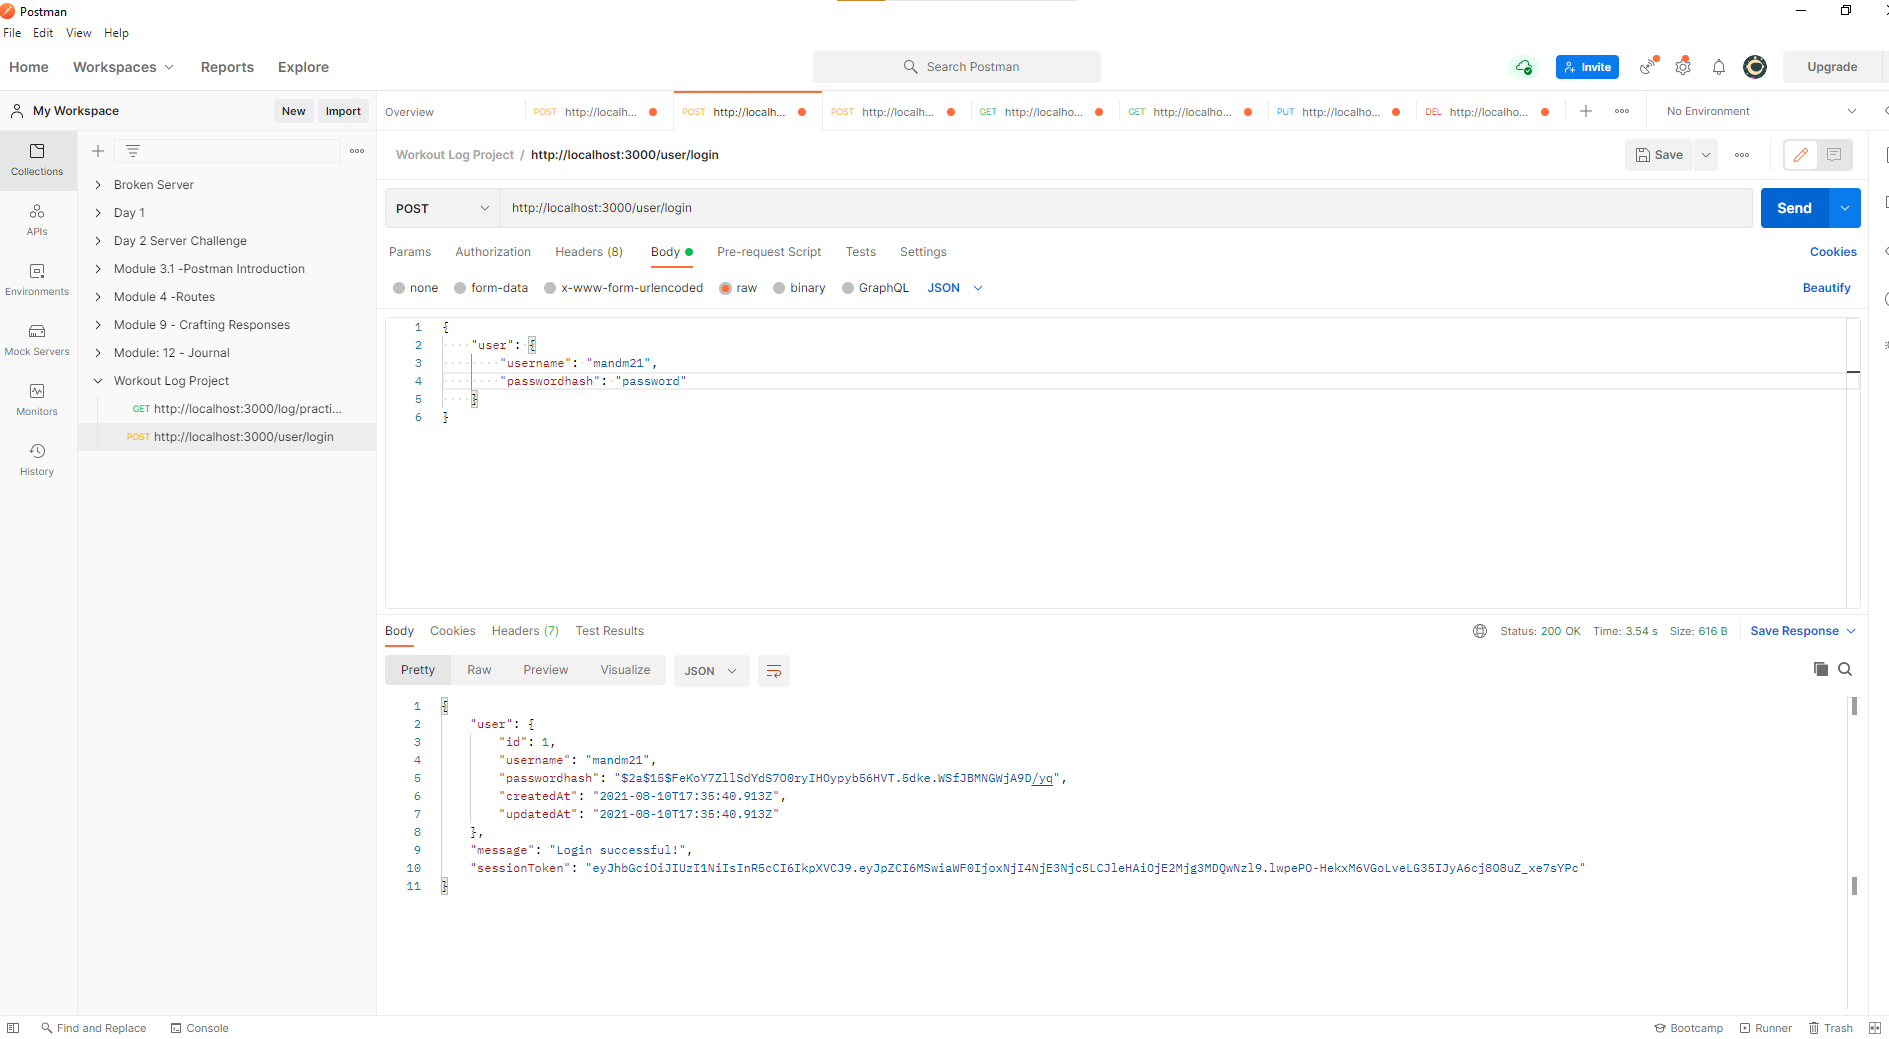 Postman
File Edit View Help
Home Workspaces Reports Explore Search Postman Invite Upgrade
My Workspace New Import Overview POST http://localh... POST http://localh... POST http://localh... GET http://localho... GET http://localho... PUT http://localho... DEL http://localho... No Environment
Collections
APIs
Environments
Mock Servers
Monitors
History
Broken Server
Day 1
Day 2 Server Challenge
Module 3.1 -Postman Introduction
Module 4 -Routes
Module 9 - Crafting Responses
Module: 12 - Journal
Workout Log Project
GET http://localhost:3000/log/practi...
POST http://localhost:3000/user/login
Workout Log Project / http://localhost:3000/user/login Save
POST http://localhost:3000/user/login Send
Params Authorization Headers (8) Body Pre-request Script Tests Settings Cookies
none form-data x-www-form-urlencoded raw binary GraphQL JSON Beautify
1 {
2 "user": {
3 "username": "mandm21",
4 "passwordhash": "password"
5 }
6 }
Body Cookies Headers (7) Test Results Status: 200 OK Time: 3.54 s Size: 616 B Save Response
Pretty Raw Preview Visualize JSON
1 {
2 "user": {
3 "id": 1,
4 "username": "mandm21",
5 "passwordhash": "$2a$15$FeKoY7ZllSdYdS7O0ryIHOypyb56HVT.5dke.WSfJBMNGWjA9D/yq",
6 "createdAt": "2021-08-10T17:35:40.913Z",
7 "updatedAt": "2021-08-10T17:35:40.913Z"
8 },
9 "message": "Login successful!",
10 "sessionToken": "eyJhbGciOiJIUzI1NiIsInR5cCI6IkpXVCJ9.eyJpZCI6MSwiaWF0IjoxNjI4NjE3Njc5LCJleHAiOjE2Mjg3MDQwNzl9.lwpePO-HekxM6VGoLveLG35IJyA6cj8O8uZ_xe7sYPc"
11 }
Find and Replace Console Bootcamp Runner Trash